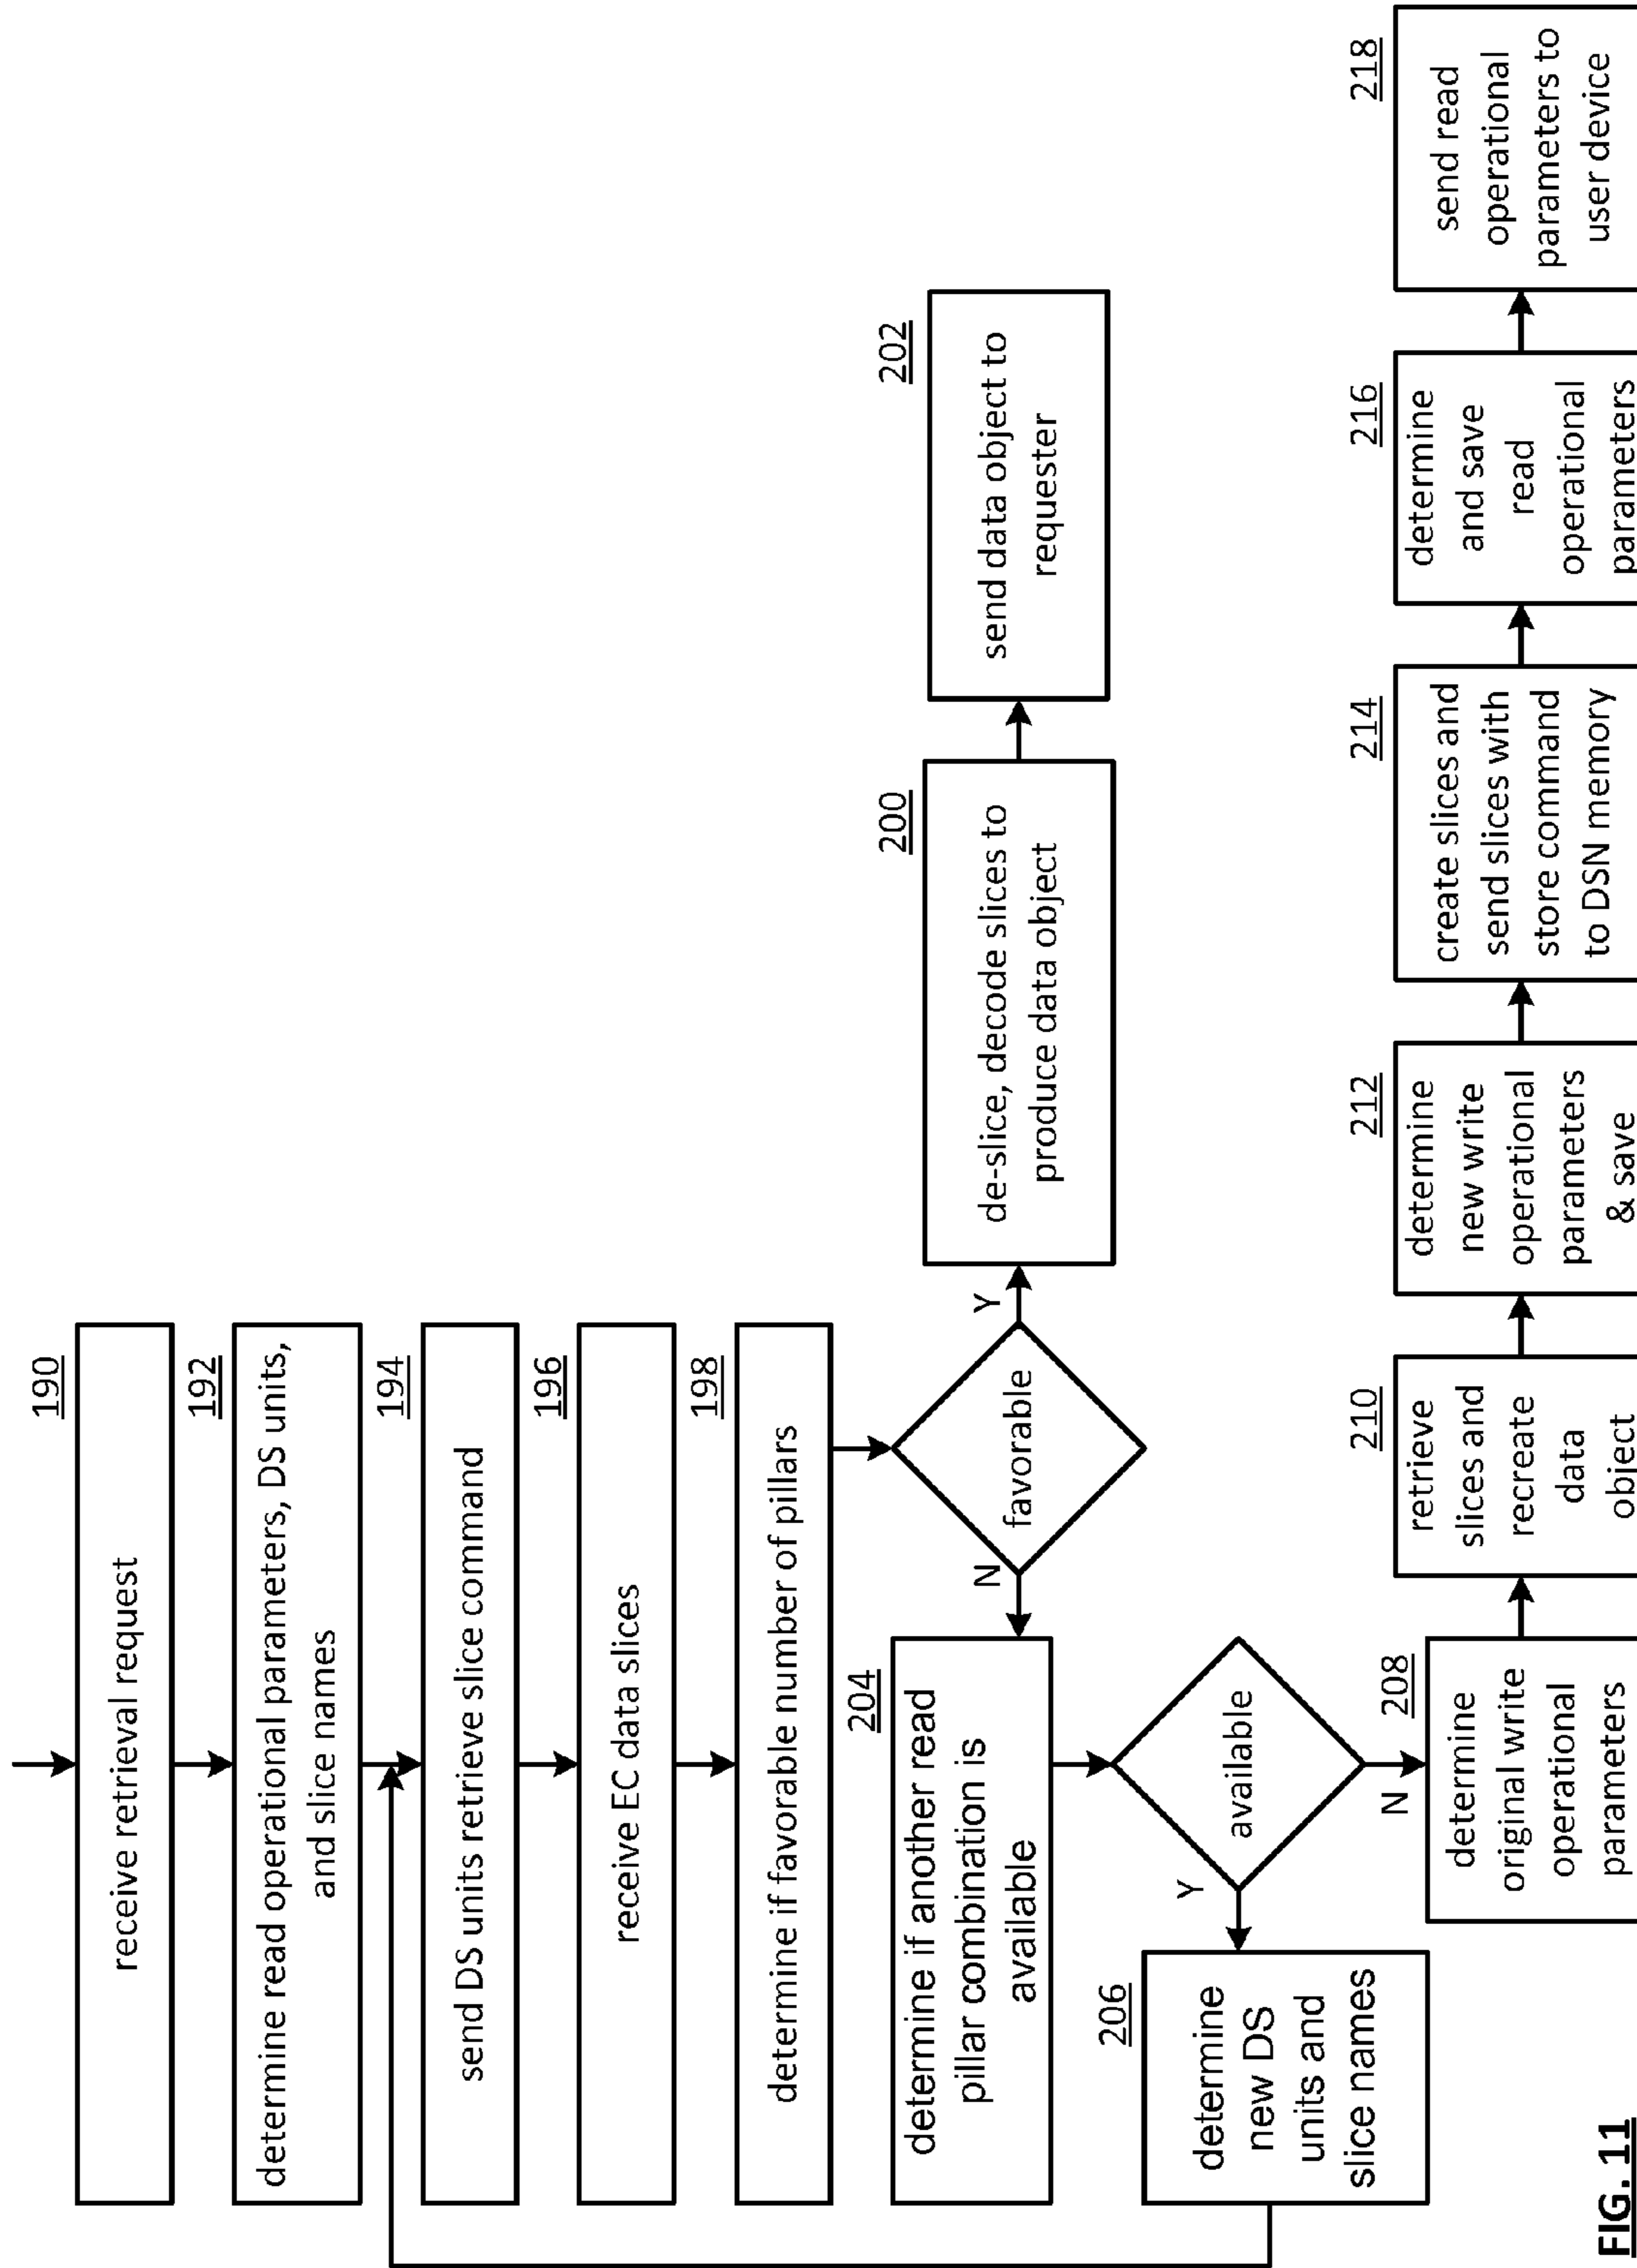 190
receive retrieval request
192
determine read operational parameters, DS units,
and slice names
194
send DS units retrieve slice command
196
receive EC data slices
198
determine if favorable number of pillars
favorable
Y
N
200
de-slice, decode slices to
produce data object
202
send data object to
requester
204
determine if another read
pillar combination is
available
available
Y
N
206
determine
new DS
units and
slice names
208
determine
original write
operational
parameters
210
retrieve
slices and
recreate
data
object
212
determine
new write
operational
parameters
& save
214
create slices and
send slices with
store command
to DSN memory
216
determine
and save
read
operational
parameters
218
send read
operational
parameters to
user device
FIG. 11